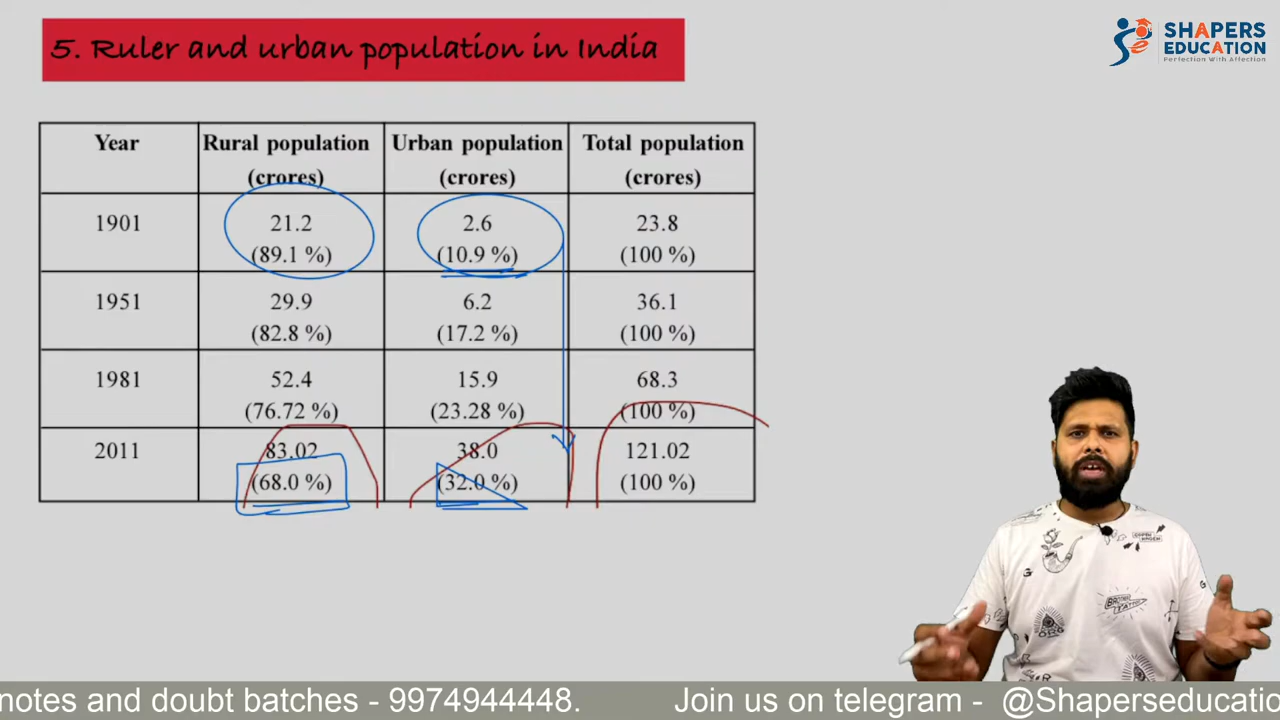 5. Ruler and urban population in India
SHAPERS
EDUCATION
Perfection With Affection
Year Rural population (crores) Urban population (crores) Total population (crores)
1901 21.2 2.6 23.8
(89.1 %) (10.9 %) (100 %)
1951 29.9 6.2 36.1
(82.8 %) (17.2 %) (100 %)
1981 52.4 15.9 68.3
(76.72 %) (23.28 %) (100 %)
2011 83.02 38.0 121.02
(68.0 %) (32.0 %) (100 %)
notes and doubt batches - 9974944448. Join us on telegram - @Shaperseducatio